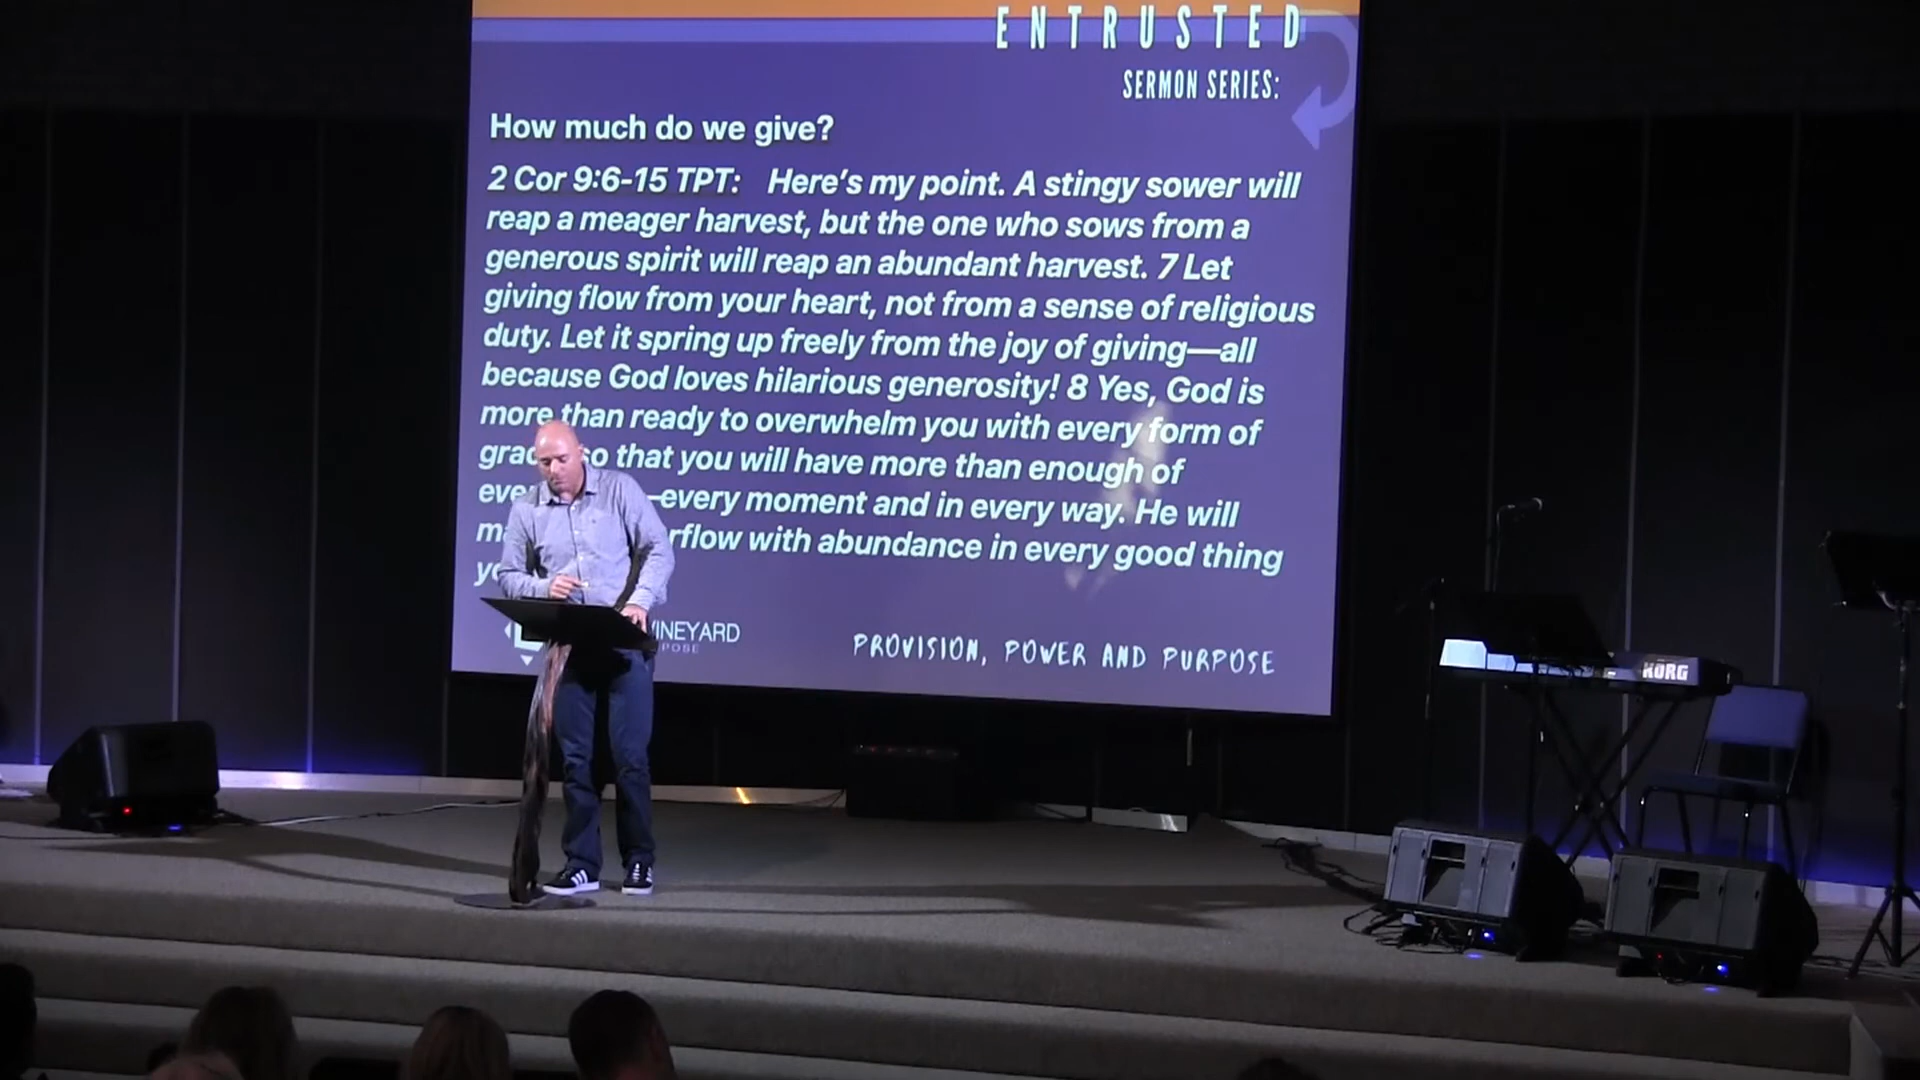 ENTRUSTED
SERMON SERIES:
How much do we give?
2 Cor 9:6-15 TPT: Here's my point. A stingy sower will
reap a meager harvest, but the one who sows from a
generous spirit will reap an abundant harvest. 7 Let
giving flow from your heart, not from a sense of religious
duty. Let it spring up freely from the joy of giving—all
because God loves hilarious generosity! 8 Yes, God is
more than ready to overwhelm you with every form of
so that you will have more than enough of
—every moment and in every way. He will
with abundance in every good thing
PROVISION, POWER AND PURPOSE
KORG